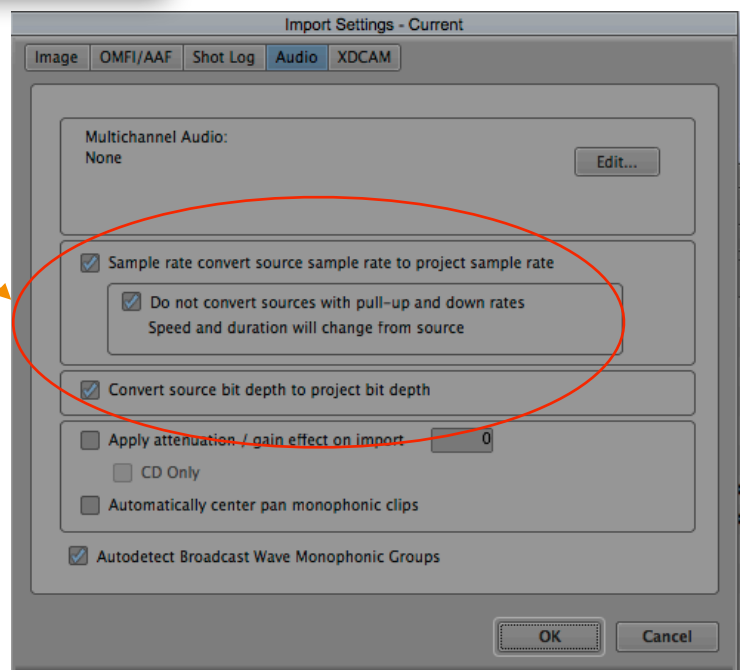 Import Settings - Current
Image OMFI/AAF Shot Log Audio XDCAM
Multichannel Audio:
None
Edit...
Sample rate convert source sample rate to project sample rate
Do not convert sources with pull-up and down rates
Speed and duration will change from source
Convert source bit depth to project bit depth
Apply attenuation / gain effect on import 0
CD Only
Automatically center pan monophonic clips
Autodetect Broadcast Wave Monophonic Groups
OK Cancel